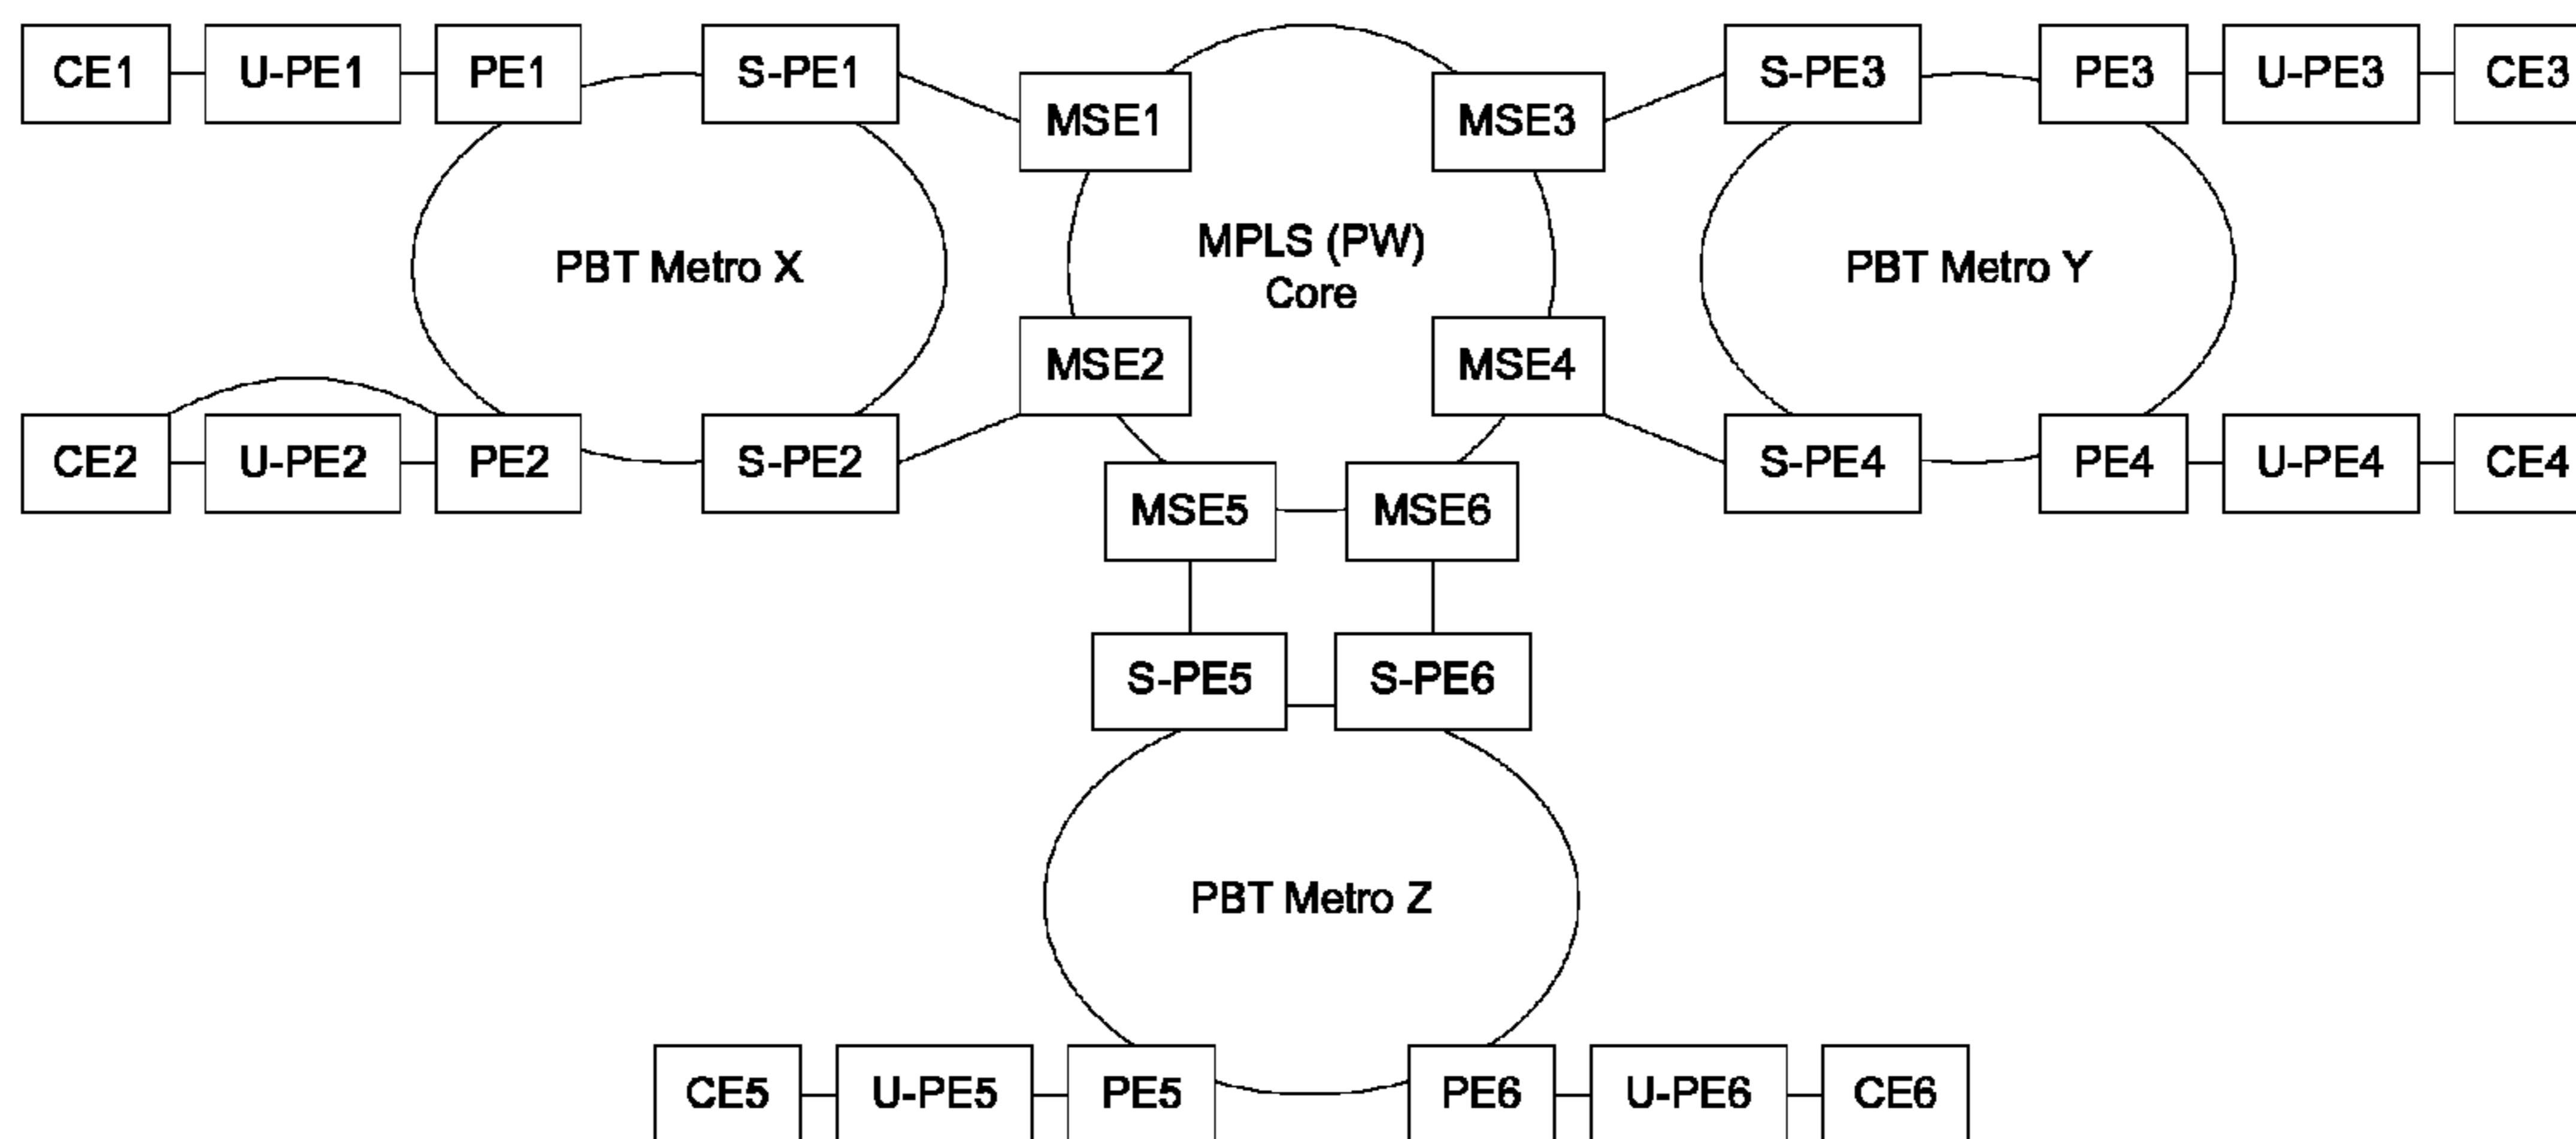 CE1 U-PE1 PE1 S-PE1 S-PE3 PE3 U-PE3 CE3
MSE1 MSE3
PBT Metro X
MPLS (PW)
Core
PBT Metro Y
MSE2 MSE4
CE2 U-PE2 PE2 S-PE2 S-PE4 PE4 U-PE4 CE4
MSE5 MSE6
S-PE5 S-PE6
PBT Metro Z
CE5 U-PE5 PE5 PE6 U-PE6 CE6